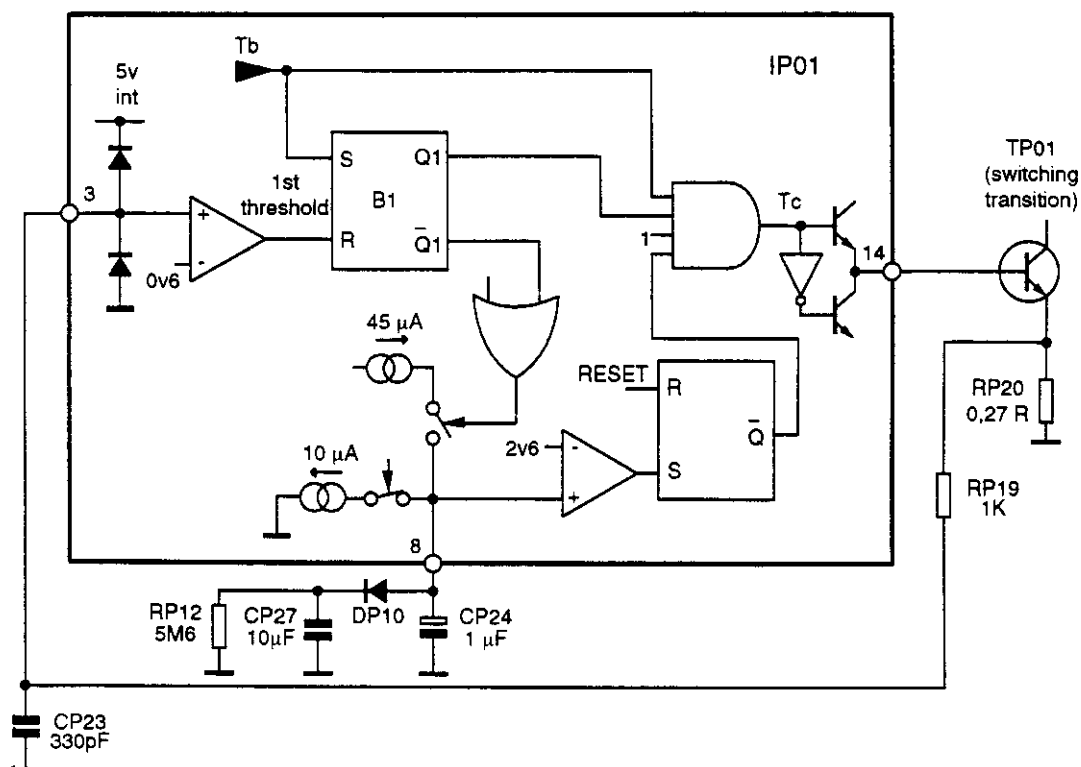 Tb
IP01
5v
int
TP01
(switching
transition)
S
Q1
1st
threshold
B1
3
Tc
+
-
R
Q̅1
1
14
0v6
45 µA
RESET
R
RP20
0,27 R
Q̅
2v6
-
10 µA
S
+
RP19
1K
8
RP12
5M6
CP27
10µF
DP10
CP24
1 µF
CP23
330pF